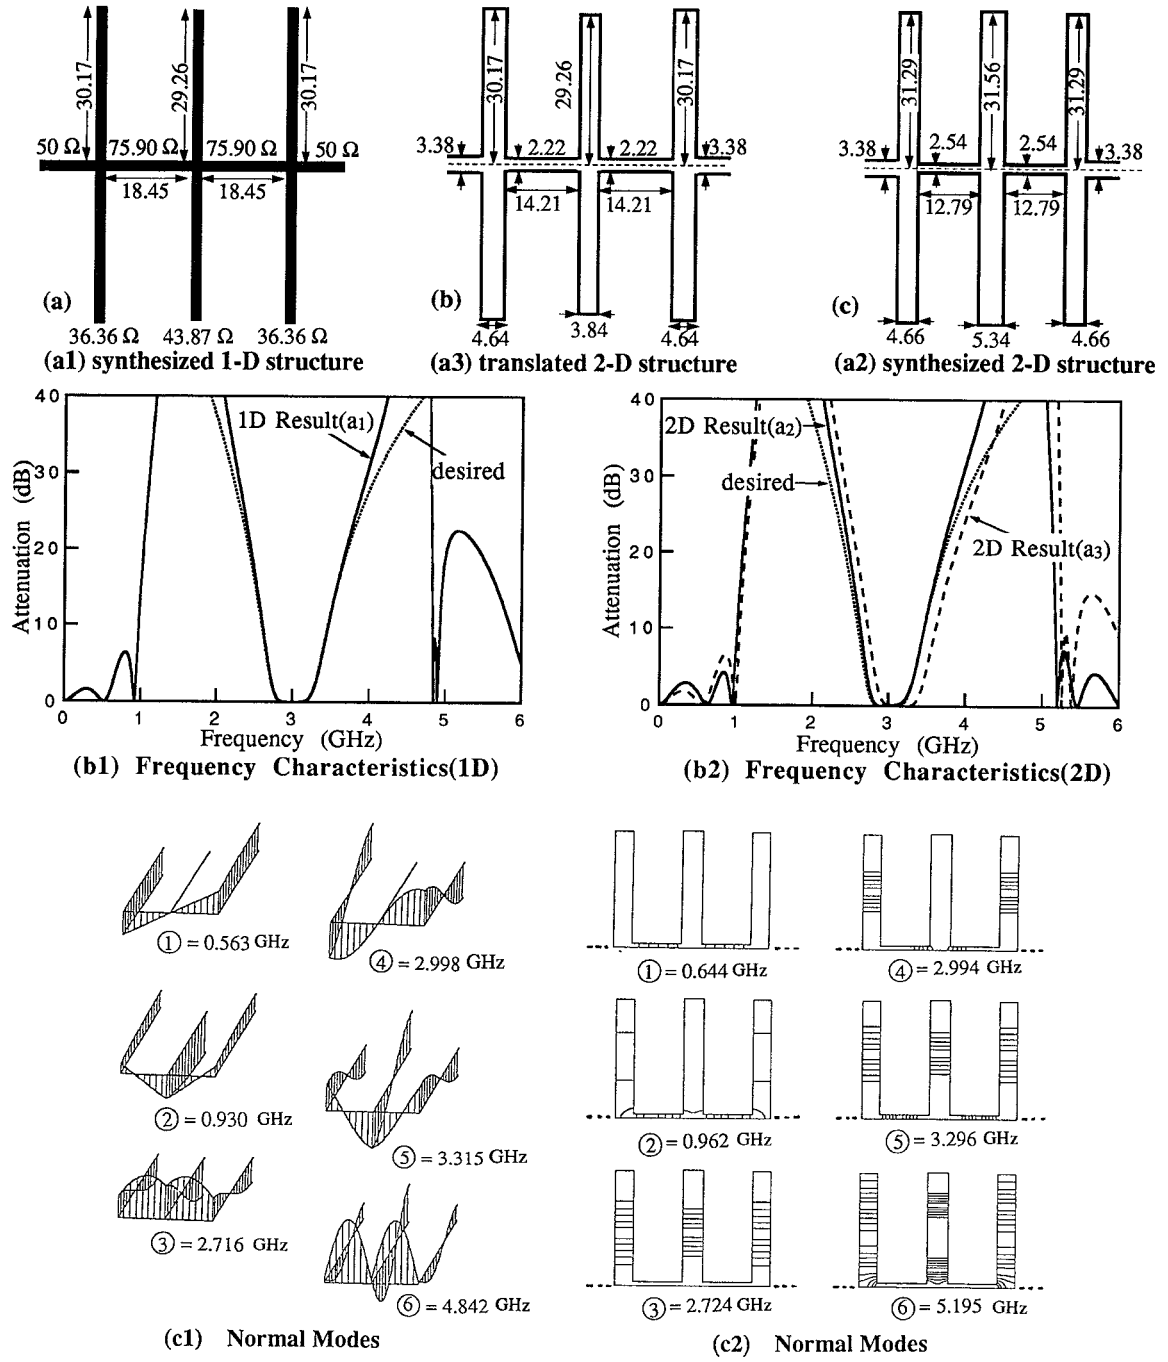 30.17
29.26
30.17
50 Ω
75.90 Ω
75.90 Ω
50 Ω
18.45
18.45
(a)
36.36 Ω
43.87 Ω
36.36 Ω
(a1) synthesized 1-D structure
30.17
29.26
30.17
3.38
2.22
2.22
3.38
14.21
14.21
(b)
4.64
3.84
4.64
(a3) translated 2-D structure
31.29
31.56
31.29
3.38
2.54
2.54
3.38
12.79
12.79
(c)
4.66
5.34
4.66
(a2) synthesized 2-D structure
40
30
20
10
0
Attenuation (dB)
1D Result(a1)
desired
0
1
2
3
4
5
6
Frequency (GHz)
(b1) Frequency Characteristics(1D)
40
30
20
10
0
Attenuation (dB)
2D Result(a2)
desired
2D Result(a3)
0
1
2
3
4
5
6
Frequency (GHz)
(b2) Frequency Characteristics(2D)
① = 0.563 GHz
④ = 2.998 GHz
② = 0.930 GHz
⑤ = 3.315 GHz
③ = 2.716 GHz
⑥ = 4.842 GHz
(c1) Normal Modes
① = 0.644 GHz
④ = 2.994 GHz
② = 0.962 GHz
⑤ = 3.296 GHz
③ = 2.724 GHz
⑥ = 5.195 GHz
(c2) Normal Modes